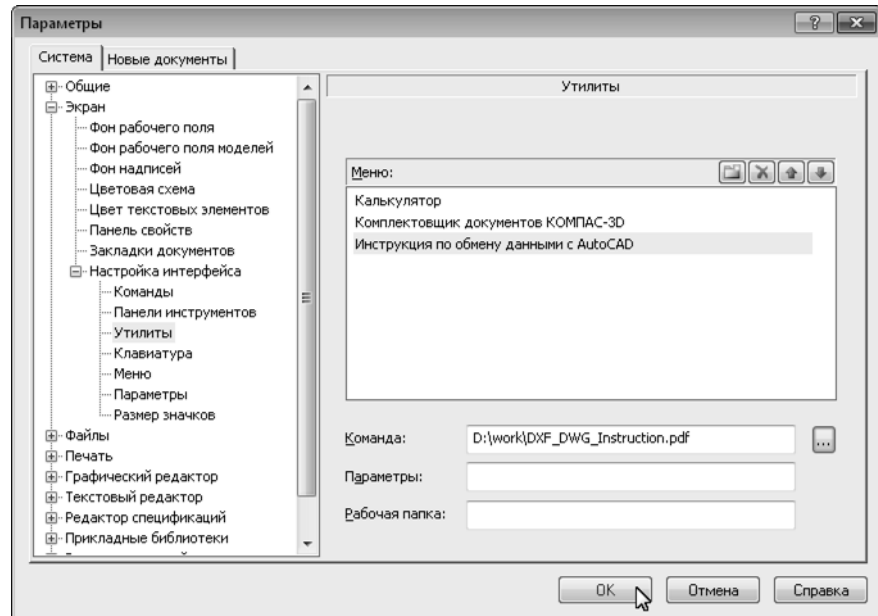 Параметры
Система
Новые документы
Общие
Экран
Фон рабочего поля
Фон рабочего поля моделей
Фон надписей
Цветовая схема
Цвет текстовых элементов
Панель свойств
Закладки документов
Настройка интерфейса
Команды
Панели инструментов
Утилиты
Клавиатура
Меню
Параметры
Размер значков
Файлы
Печать
Графический редактор
Текстовый редактор
Редактор спецификаций
Прикладные библиотеки
Утилиты
Меню:
Калькулятор
Комплектовщик документов КОМПАС-3D
Инструкция по обмену данными с AutoCAD
Команда:
D:\work\DXF_DWG_Instruction.pdf
...
Параметры:
Рабочая папка:
OK
Отмена
Справка